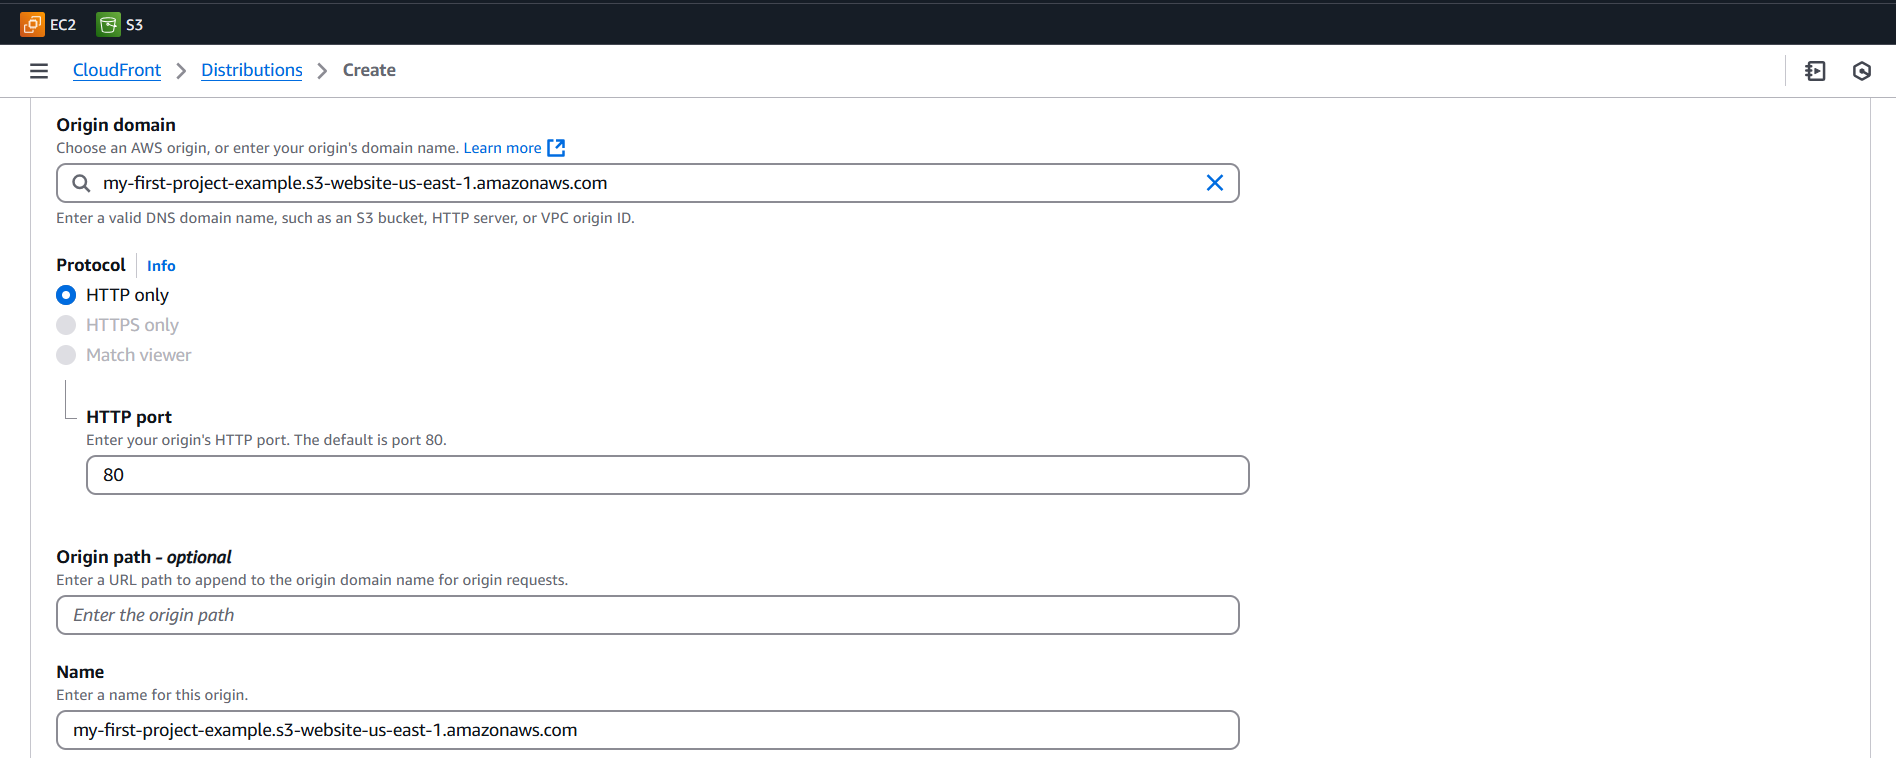 EC2 S3
CloudFront Distributions Create
Origin domain
Choose an AWS origin, or enter your origin's domain name. Learn more
my-first-project-example.s3-website-us-east-1.amazonaws.com
Enter a valid DNS domain name, such as an S3 bucket, HTTP server, or VPC origin ID.
Protocol Info
HTTP only
HTTPS only
Match viewer
HTTP port
Enter your origin's HTTP port. The default is port 80.
80
Origin path - optional
Enter a URL path to append to the origin domain name for origin requests.
Enter the origin path
Name
Enter a name for this origin.
my-first-project-example.s3-website-us-east-1.amazonaws.com